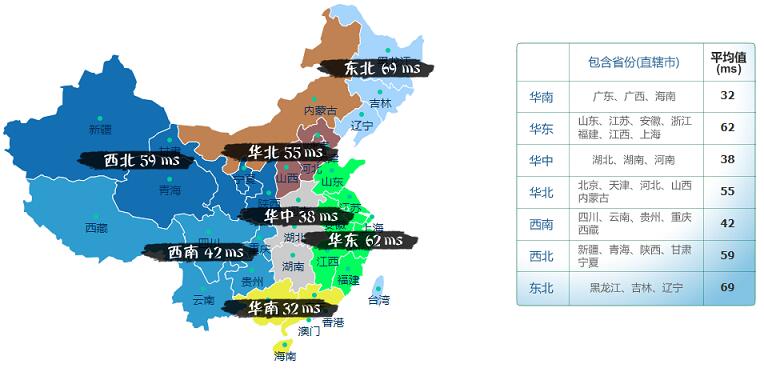 东北 69 ms
吉林
内蒙古
辽宁
新疆
西北 59 ms
华北 55 ms
河北
宁夏
山西
山东
青海
陕西
华中 38 ms
江苏
西藏
上海
四川
湖北
华东 62 ms
西南 42 ms
重庆
江西
湖南
贵州
福建
云南
台湾
华南 32 ms
香港
澳门
海南
包含省份(直辖市)
平均值
(ms)
华南
广东、广西、海南
32
华东
山东、江苏、安徽、浙江
福建、江西、上海
62
华中
湖北、湖南、河南
38
华北
北京、天津、河北、山西
内蒙古
55
西南
四川、云南、贵州、重庆
西藏
42
西北
新疆、青海、陕西、甘肃
宁夏
59
东北
黑龙江、吉林、辽宁
69